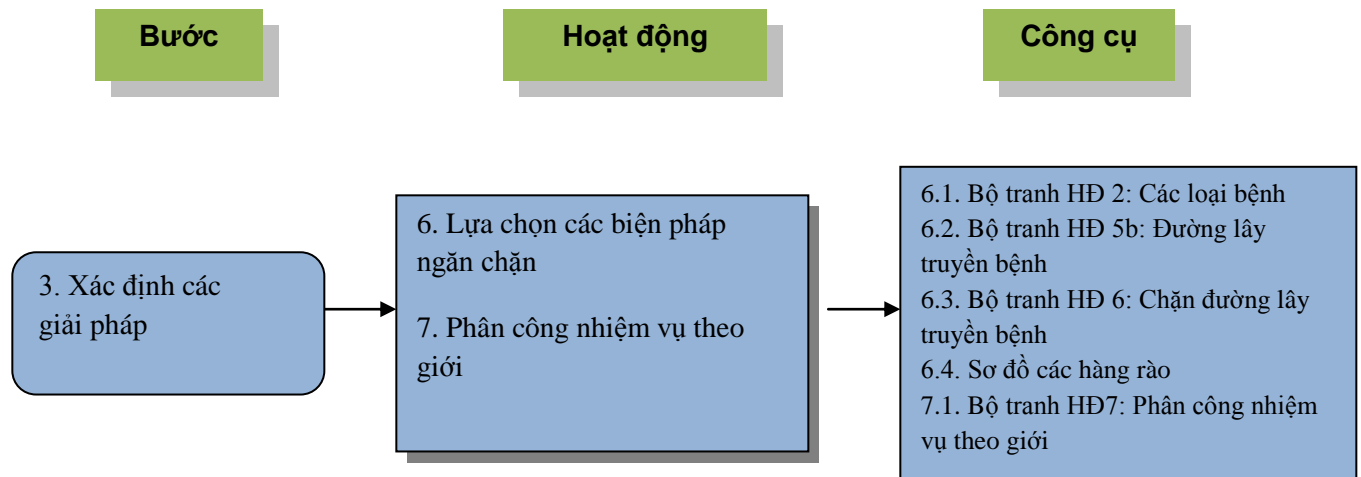 Bước
Hoạt động
Công cụ
3. Xác định các
giải pháp
6. Lựa chọn các biện pháp
ngăn chặn
7. Phân công nhiệm vụ theo
giới
6.1. Bộ tranh HĐ 2: Các loại bệnh
6.2. Bộ tranh HĐ 5b: Đường lây
truyền bệnh
6.3. Bộ tranh HĐ 6: Chặn đường lây
truyền bệnh
6.4. Sơ đồ các hàng rào
7.1. Bộ tranh HĐ7: Phân công nhiệm
vụ theo giới